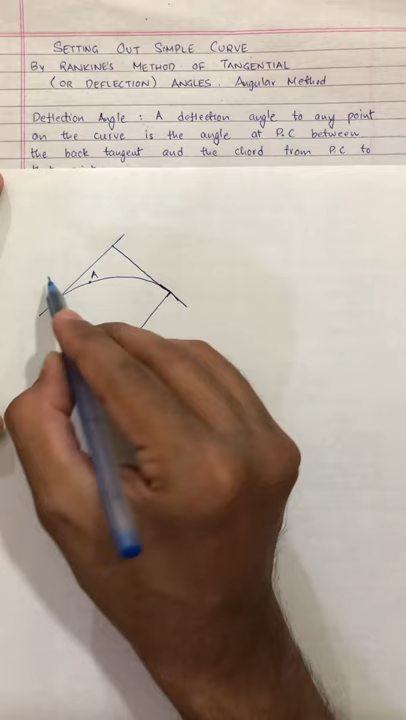 SETTING OUT SIMPLE CURVE
By RANKINE'S METHOD OF TANGENTIAL
(OR DEFLECTION) ANGLES. Angular Method
Deflection Angle : A deflection angle to any point
on the curve is the angle at P.C between
the back tangent and the chord from P.C to
A